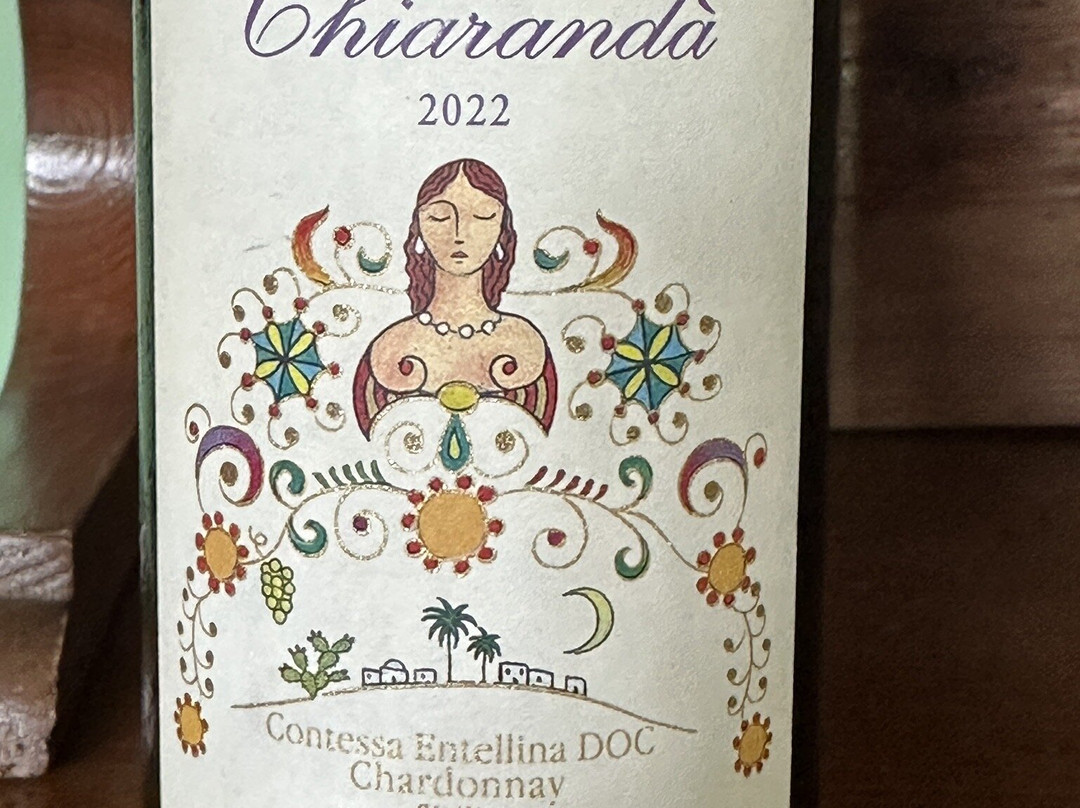 Chiarandà
2022
Contessa Entellina DOC
Chardonnay